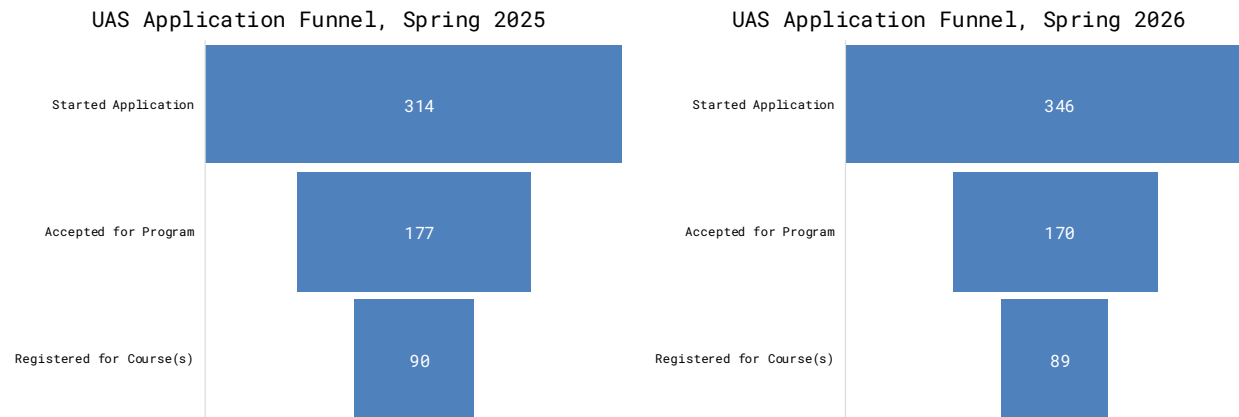 UAS Application Funnel, Spring 2025
Started Application
314
Accepted for Program
177
Registered for Course(s)
90
UAS Application Funnel, Spring 2026
Started Application
346
Accepted for Program
170
Registered for Course(s)
89